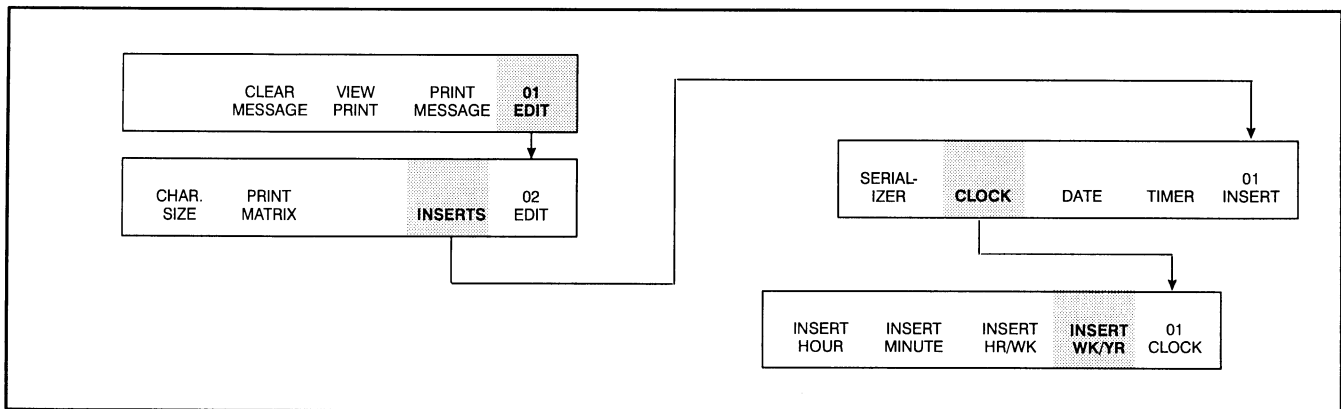 CLEAR VIEW PRINT 01
MESSAGE PRINT MESSAGE EDIT
CHAR. PRINT 02
SIZE MATRIX INSERTS EDIT
SERIAL- 01
IZER CLOCK DATE TIMER INSERT
INSERT INSERT INSERT INSERT 01
HOUR MINUTE HR/WK WK/YR CLOCK